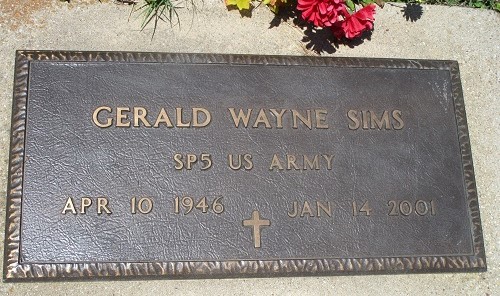 GERALD WAYNE SIMS
SP5 US ARMY
APR 10 1946 JAN 14 2001